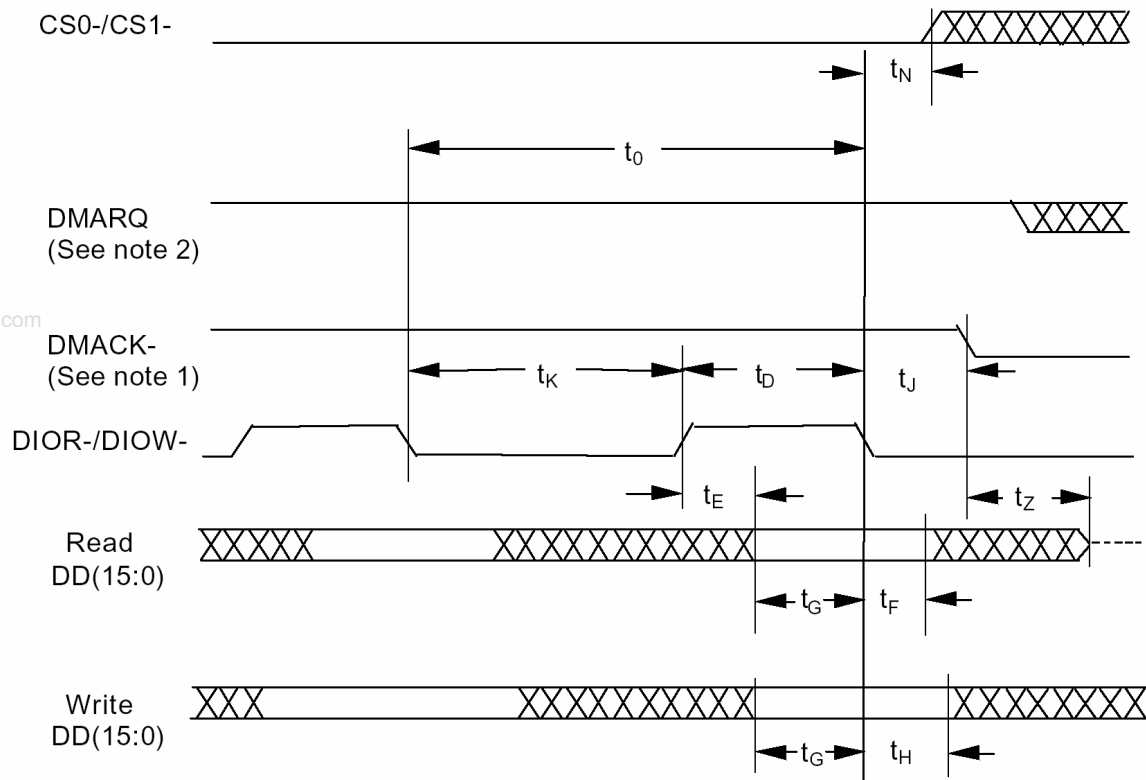 CS0-/CS1-
tN
t0
DMARQ
(See note 2)
com
DMACK-
(See note 1)
tK
tD
tJ
DIOR-/DIOW-
tE
tZ
Read
DD(15:0)
tG
tF
Write
DD(15:0)
tG
tH